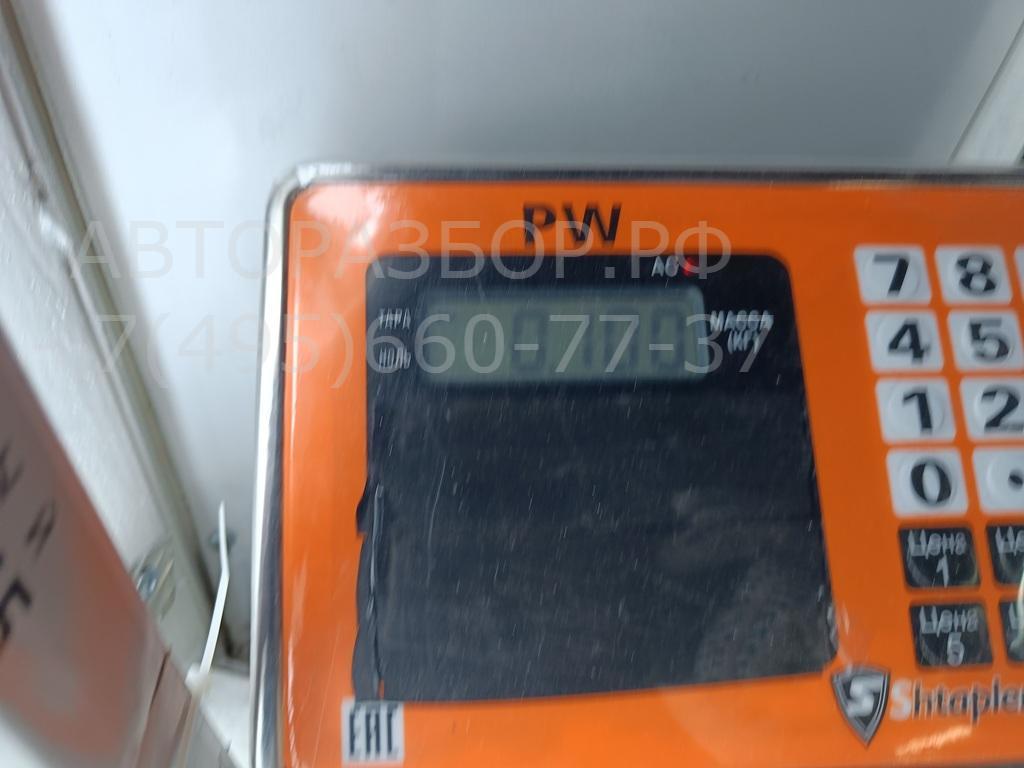 PW
АВТОРАЗБОР.РФ
AC
ТАРА
МАССА
(КГ)
НОЛЬ
7(495)660-77-37
7 8
4 5
1 2
0 .
Цена
1
Цена
5
Shtapler
EAC